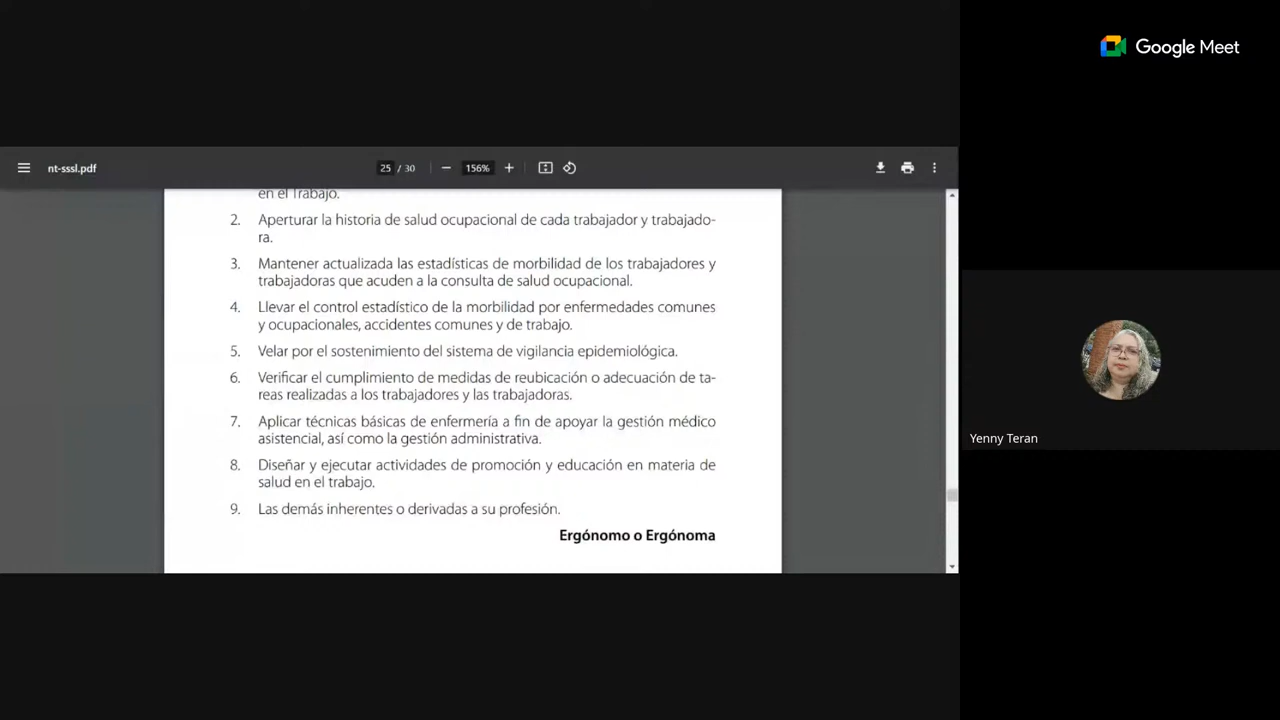 Google Meet
nt-sssl.pdf
25 / 30
156%
en el Trabajo.
2. Aperturar la historia de salud ocupacional de cada trabajador y trabajado-
ra.
3. Mantener actualizada las estadísticas de morbilidad de los trabajadores y
trabajadoras que acuden a la consulta de salud ocupacional.
4. Llevar el control estadístico de la morbilidad por enfermedades comunes
y ocupacionales, accidentes comunes y de trabajo.
5. Velar por el sostenimiento del sistema de vigilancia epidemiológica.
6. Verificar el cumplimiento de medidas de reubicación o adecuación de ta-
reas realizadas a los trabajadores y las trabajadoras.
7. Aplicar técnicas básicas de enfermería a fin de apoyar la gestión médico
asistencial, así como la gestión administrativa.
8. Diseñar y ejecutar actividades de promoción y educación en materia de
salud en el trabajo.
9. Las demás inherentes o derivadas a su profesión.
Ergónomo o Ergónoma
Yenny Teran